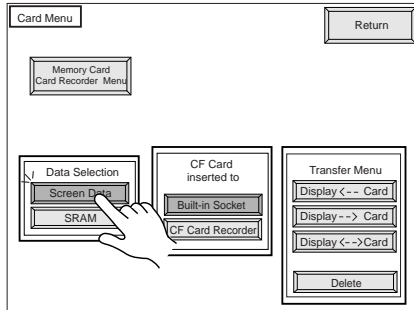 Card Menu
Return
Memory Card
Card Recorder Menu
Data Selection
Screen Data
SRAM
CF Card
inserted to
Built-in Socket
CF Card Recorder
Transfer Menu
Display <-- Card
Display--> Card
Display <-->Card
Delete